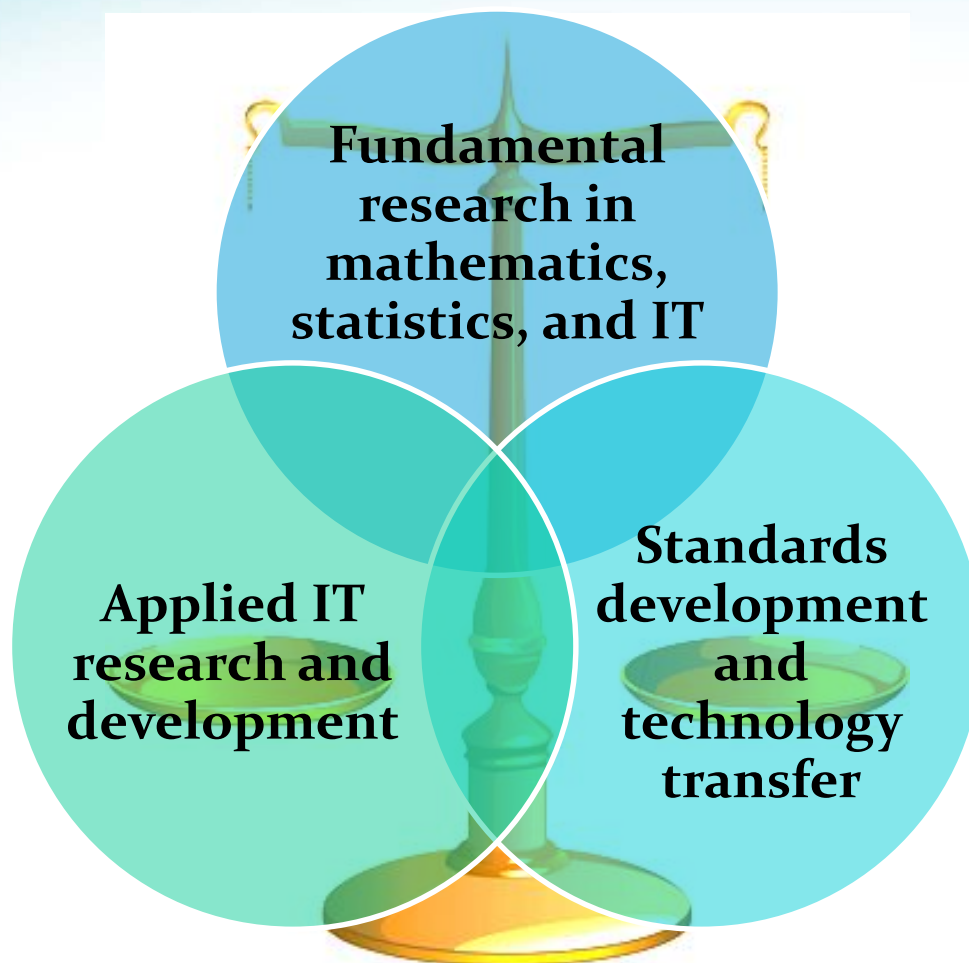 Fundamental
research in
mathematics,
statistics, and IT
Applied IT
research and
development
Standards
development
and
technology
transfer